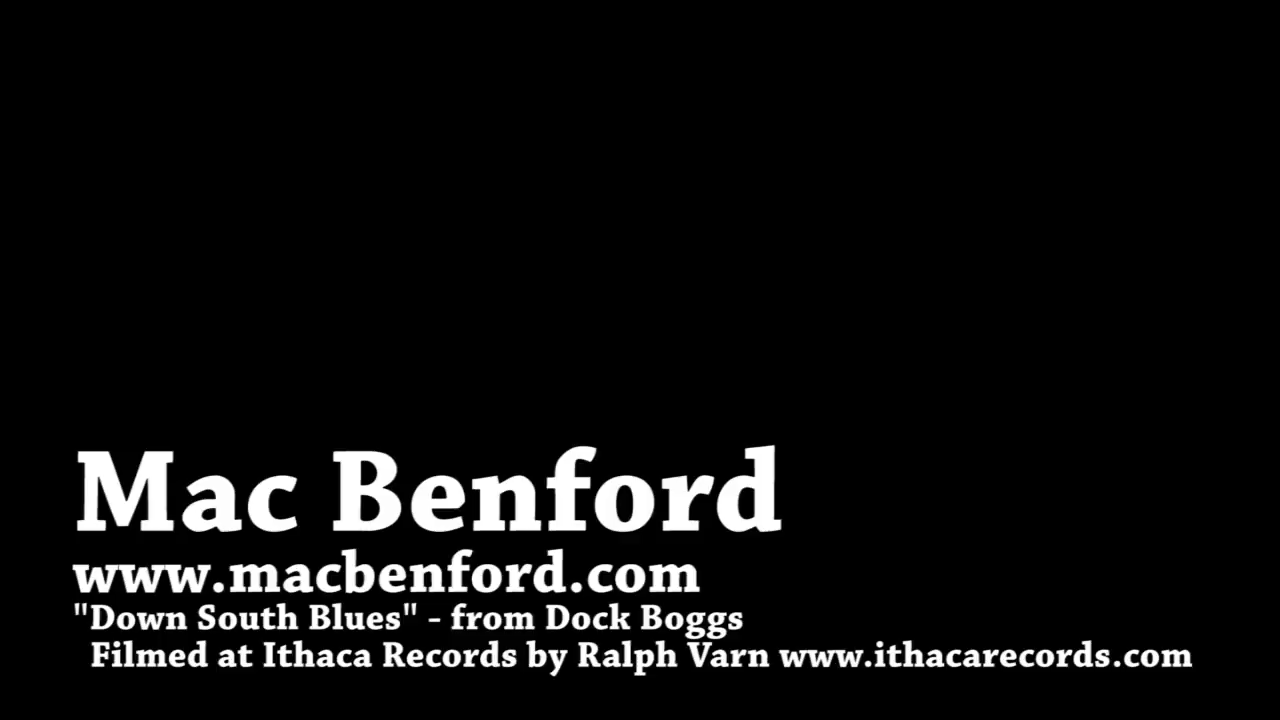 Mac Benford
www.macbenford.com
"Down South Blues" - from Dock Boggs
Filmed at Ithaca Records by Ralph Varn www.ithacarecords.com